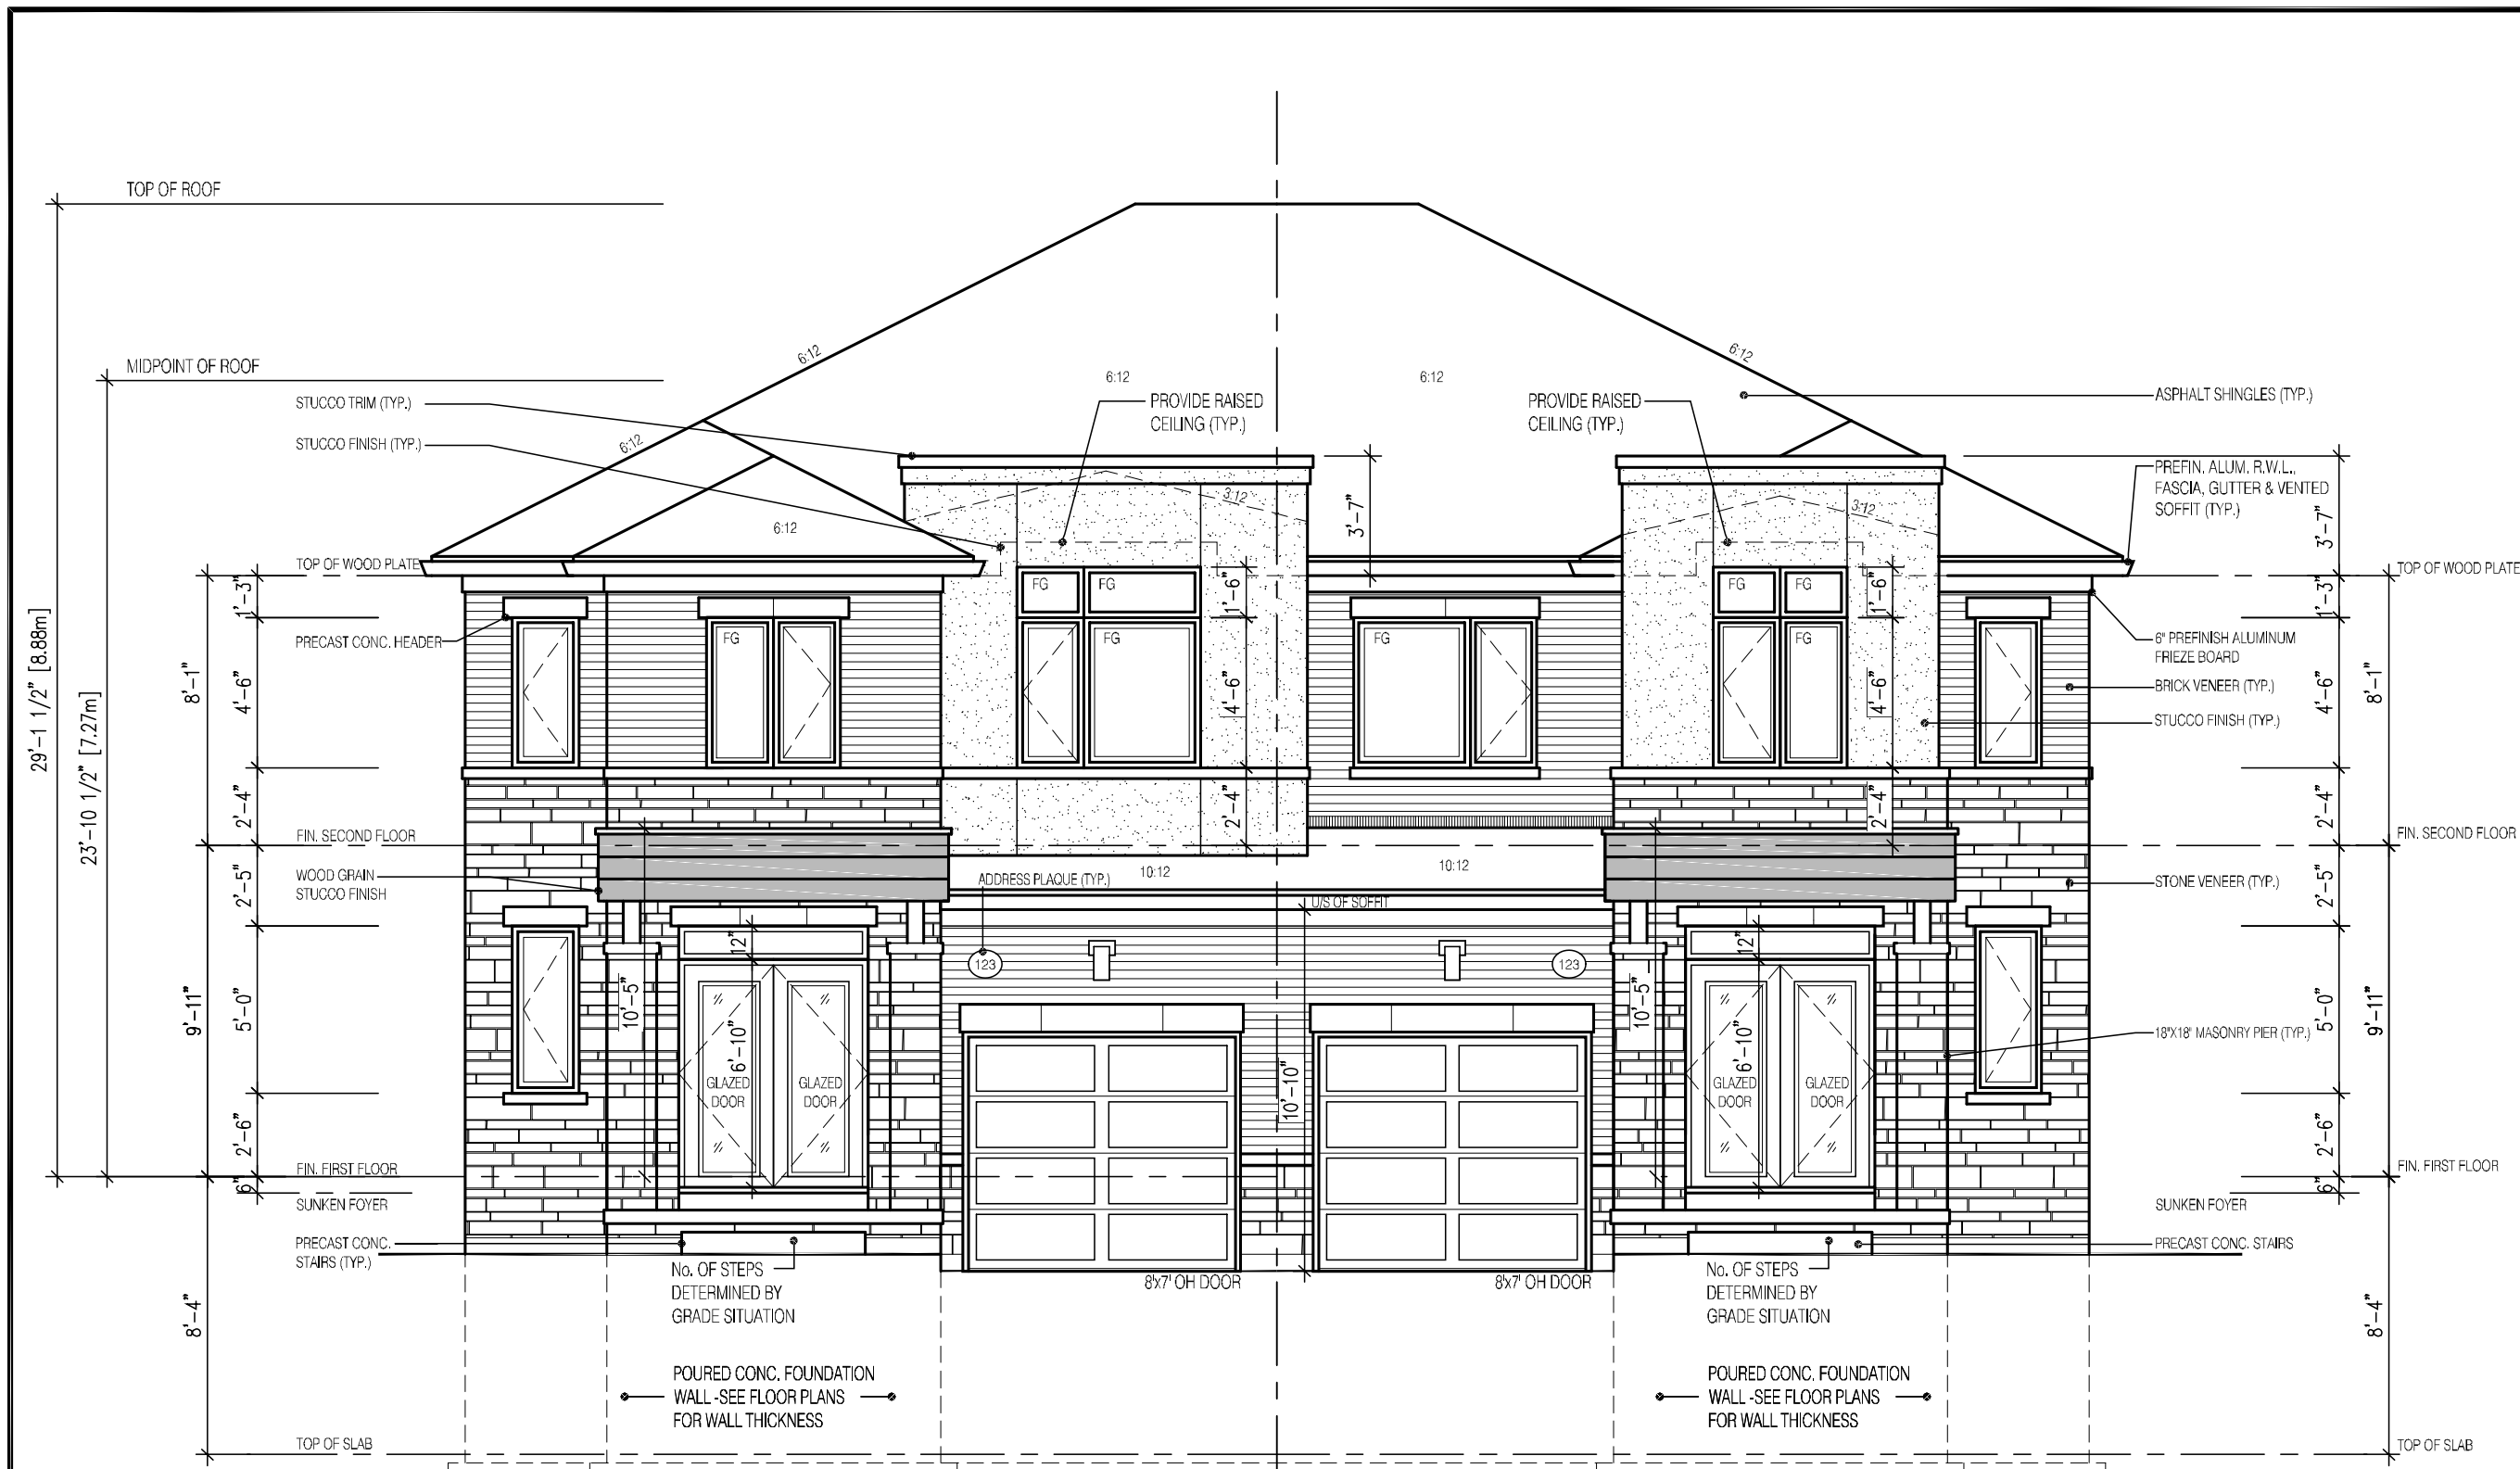 TOP OF ROOF
MIDPOINT OF ROOF
29'-1 1/2" [8.88m]
23'-10 1/2" [7.27m]
6:12
6:12
6:12
6:12
6:12
6:12
STUCCO TRIM (TYP.)
STUCCO FINISH (TYP.)
PROVIDE RAISED
CEILING (TYP.)
PROVIDE RAISED
CEILING (TYP.)
ASPHALT SHINGLES (TYP.)
PREFIN. ALUM. R.W.L.,
FASCIA, GUTTER & VENTED
SOFFIT (TYP.)
3:12
3:12
3'-7"
3'-7"
TOP OF WOOD PLATE
TOP OF WOOD PLATE
1'-3"
8'-1"
4'-6"
2'-4"
PRECAST CONC. HEADER
FG
FG
FG
FG
FG
FG
FG
FG
1'-6"
4'-6"
2'-4"
1'-6"
4'-6"
2'-4"
1'-3"
4'-6"
8'-1"
2'-4"
6" PREFINISH ALUMINUM
FRIEZE BOARD
BRICK VENEER (TYP.)
STUCCO FINISH (TYP.)
FIN. SECOND FLOOR
FIN. SECOND FLOOR
WOOD GRAIN
STUCCO FINISH
2'-5"
9'-11"
5'-0"
2'-6"
ADDRESS PLAQUE (TYP.)
10:12
10:12
U/S OF SOFFIT
STONE VENEER (TYP.)
2'-5"
5'-0"
9'-11"
2'-6"
12"
10'-5"
6'-10"
GLAZED
DOOR
GLAZED
DOOR
123
123
10'-10"
12"
10'-5"
6'-10"
GLAZED
DOOR
GLAZED
DOOR
18"X18" MASONRY PIER (TYP.)
FIN. FIRST FLOOR
FIN. FIRST FLOOR
6"
6"
SUNKEN FOYER
SUNKEN FOYER
PRECAST CONC.
STAIRS (TYP.)
PRECAST CONC. STAIRS
8'x7' OH DOOR
8'x7' OH DOOR
No. OF STEPS
DETERMINED BY
GRADE SITUATION
No. OF STEPS
DETERMINED BY
GRADE SITUATION
8'-4"
8'-4"
POURED CONC. FOUNDATION
WALL -SEE FLOOR PLANS
FOR WALL THICKNESS
POURED CONC. FOUNDATION
WALL -SEE FLOOR PLANS
FOR WALL THICKNESS
TOP OF SLAB
TOP OF SLAB